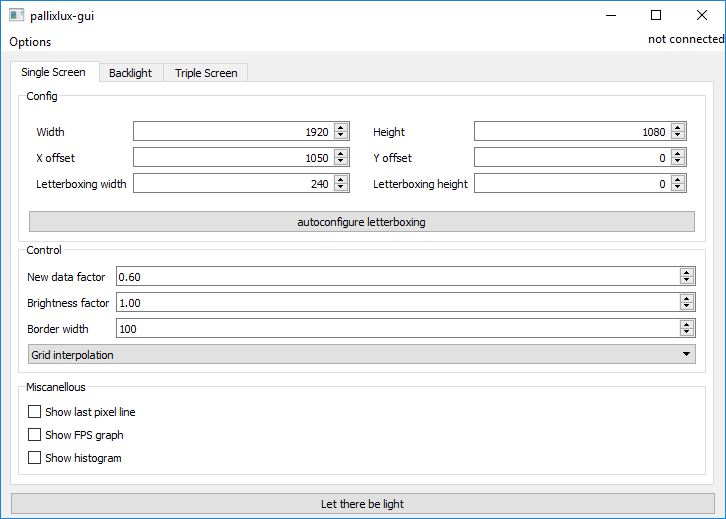 pallixlux-gui
Options not connected
Single Screen Backlight Triple Screen
Config
Width 1920 Height 1080
X offset 1050 Y offset 0
Letterboxing width 240 Letterboxing height 0
autoconfigure letterboxing
Control
New data factor 0.60
Brightness factor 1.00
Border width 100
Grid interpolation
Miscanellous
Show last pixel line
Show FPS graph
Show histogram
Let there be light